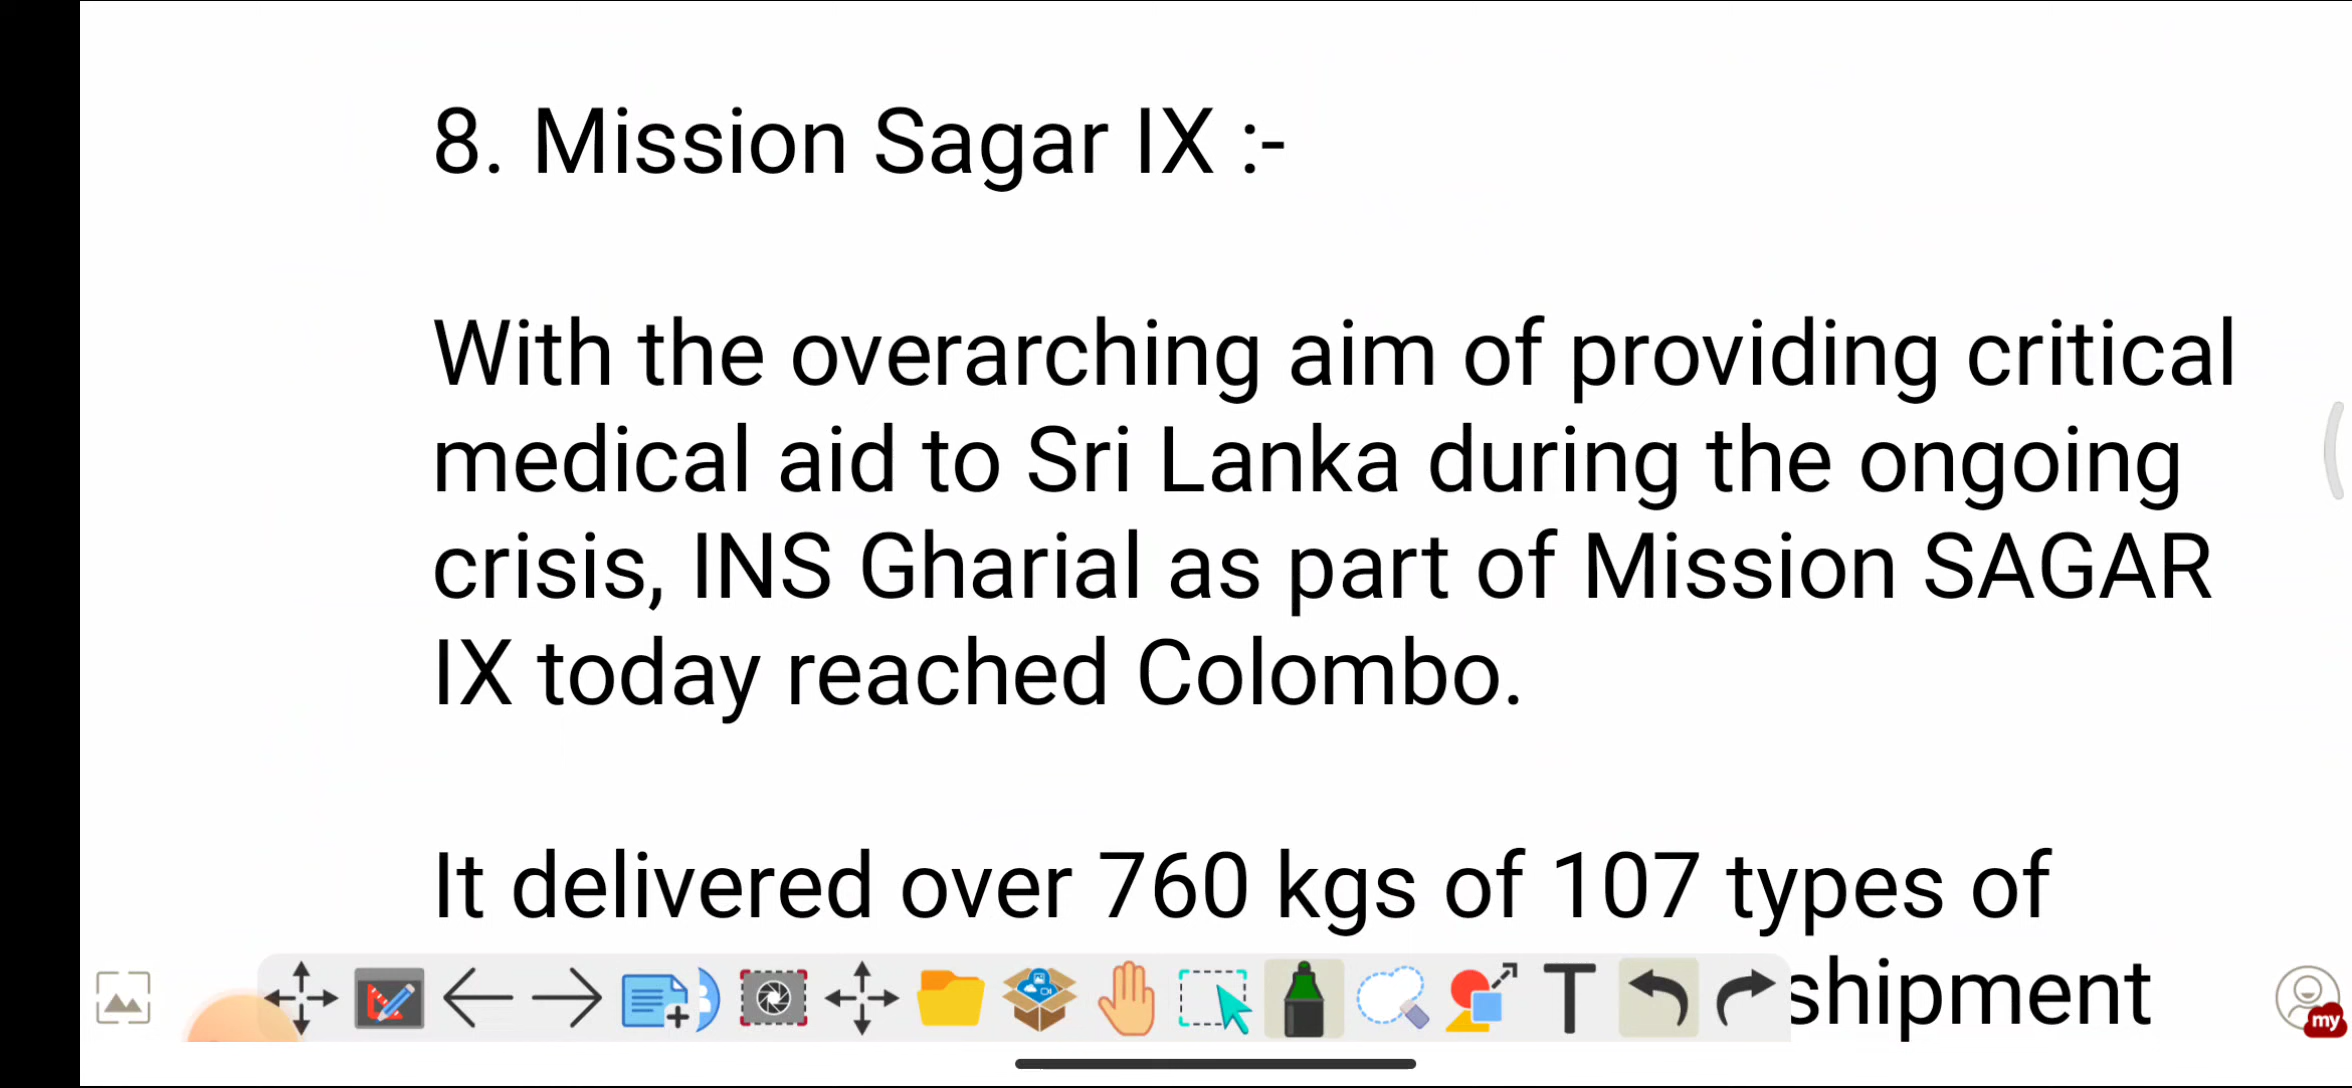 8. Mission Sagar IX :-
With the overarching aim of providing critical
medical aid to Sri Lanka during the ongoing
crisis, INS Gharial as part of Mission SAGAR
IX today reached Colombo.
It delivered over 760 kgs of 107 types of
shipment
T
my